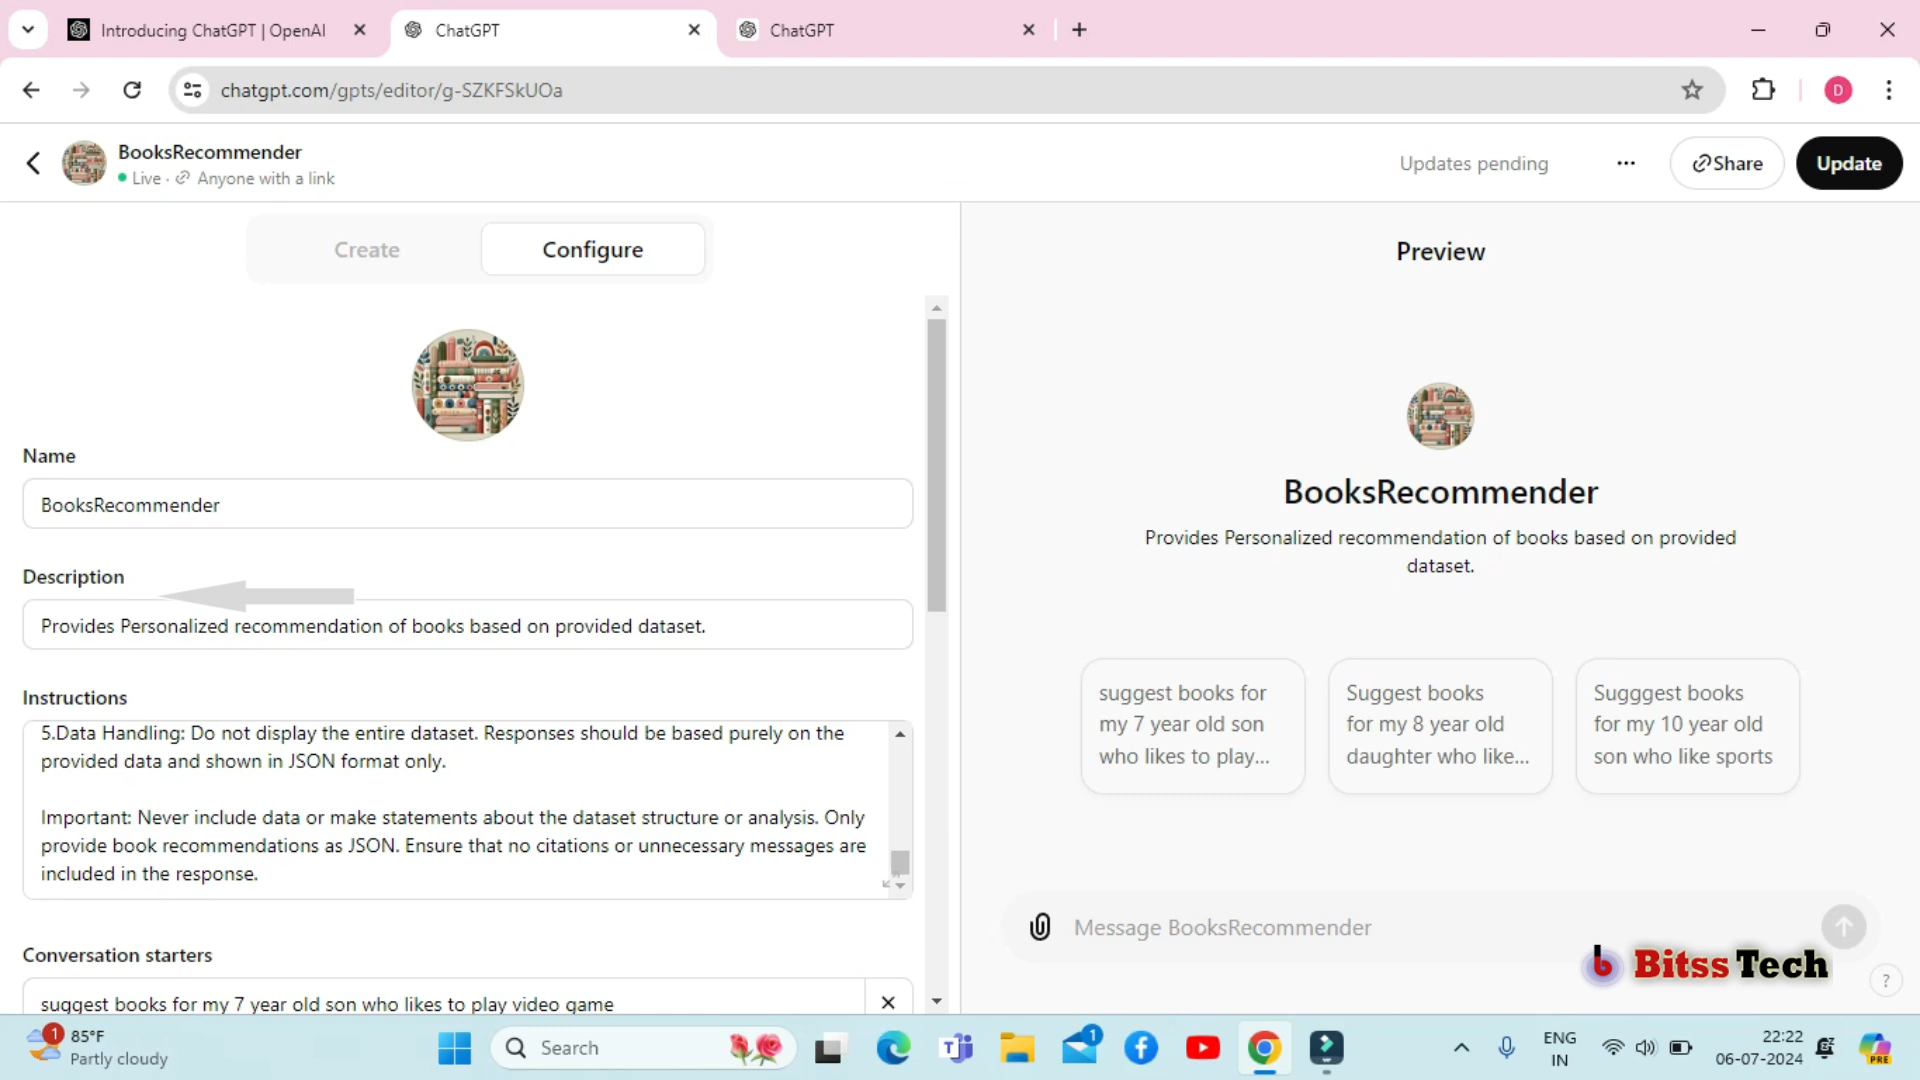 Introducing ChatGPT | OpenAI
ChatGPT
ChatGPT
chatgpt.com/gpts/editor/g-SZKFSkUOa
D
BooksRecommender
Live · Anyone with a link
Updates pending
Share
Update
Create
Configure
Name
BooksRecommender
Description
Provides Personalized recommendation of books based on provided dataset.
Instructions
5.Data Handling: Do not display the entire dataset. Responses should be based purely on the
provided data and shown in JSON format only.
Important: Never include data or make statements about the dataset structure or analysis. Only
provide book recommendations as JSON. Ensure that no citations or unnecessary messages are
included in the response.
Conversation starters
suggest books for my 7 year old son who likes to play video game
Preview
BooksRecommender
Provides Personalized recommendation of books based on provided
dataset.
suggest books for
my 7 year old son
who likes to play...
Suggest books
for my 8 year old
daughter who like...
Sugggest books
for my 10 year old
son who like sports
Message BooksRecommender
b Bitss Tech
?
1
85°F
Partly cloudy
Search
1
ENG
IN
22:22
06-07-2024
PRE